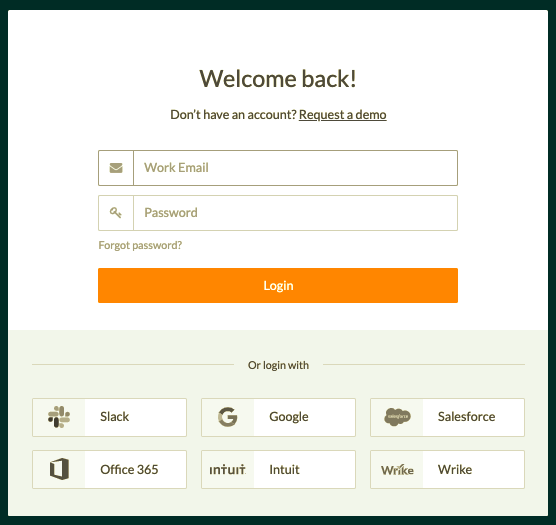 Welcome back!
Don't have an account? Request a demo
Work Email
Password
Forgot password?
Login
Or login with
Slack
Google
salesforce Salesforce
Office 365
intuit Intuit
Wrike Wrike